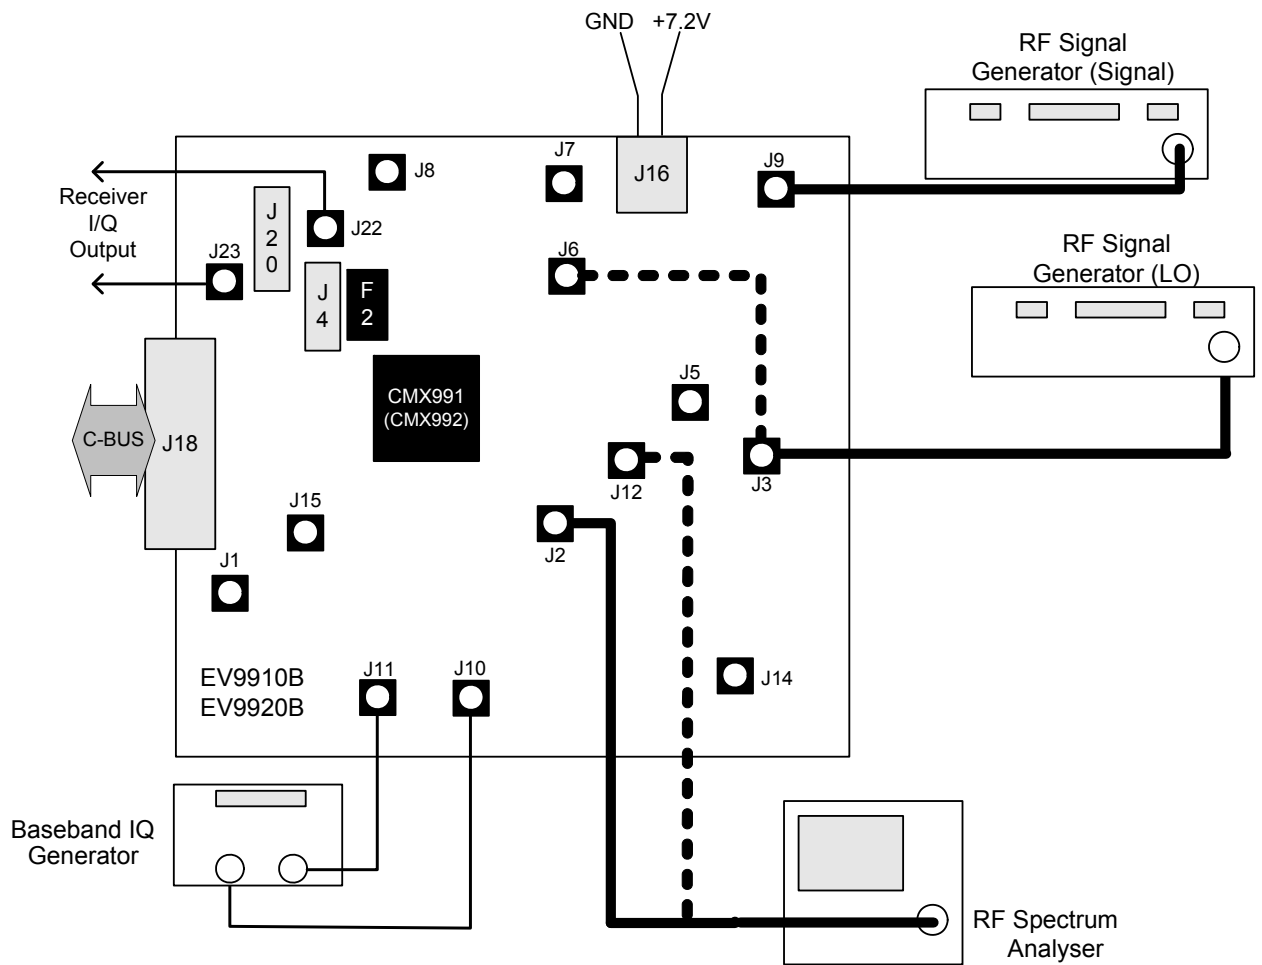 GND +7.2V
RF Signal
Generator (Signal)
J7
J9
J8
J16
Receiver
I/Q
Output
J
2
0
J22
J23
J6
RF Signal
Generator (LO)
J
4
F
2
CMX991
(CMX992)
J5
C-BUS
J18
J12
J3
J15
J2
J1
EV9910B
EV9920B
J11
J10
J14
Baseband IQ
Generator
RF Spectrum
Analyser